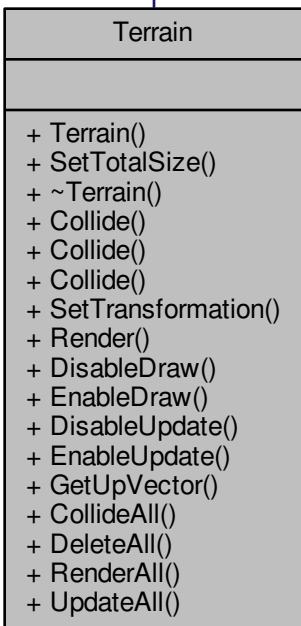 Terrain
+ Terrain()
+ SetTotalSize()
+ ~Terrain()
+ Collide()
+ Collide()
+ Collide()
+ SetTransformation()
+ Render()
+ DisableDraw()
+ EnableDraw()
+ DisableUpdate()
+ EnableUpdate()
+ GetUpVector()
+ CollideAll()
+ DeleteAll()
+ RenderAll()
+ UpdateAll()